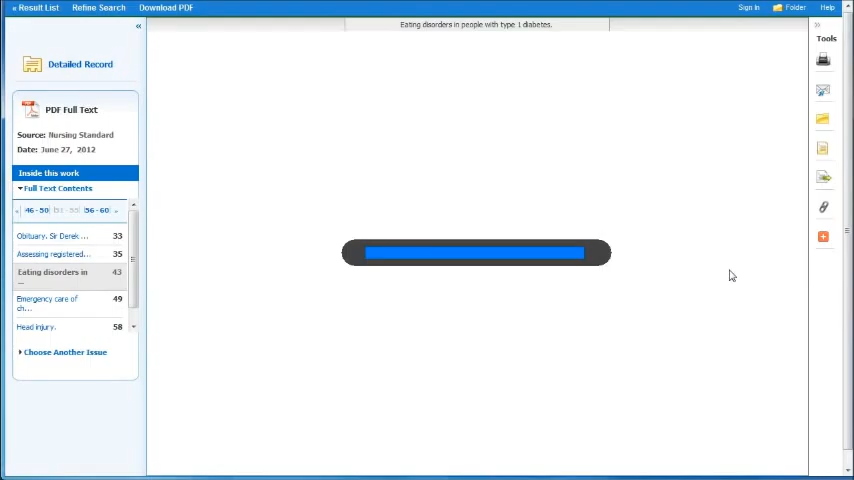 « Result List Refine Search Download PDF Sign In Folder Help
Eating disorders in people with type 1 diabetes.
«
»
Tools
Detailed Record
PDF Full Text
Source: Nursing Standard
Date: June 27, 2012
Inside this work
Full Text Contents
« 46 - 50 51 - 55 56 - 60 »
Obituary. Sir Derek ... 33
Assessing registered... 35
Eating disorders in 43
...
Emergency care of 49
ch...
Head injury. 58
Choose Another Issue